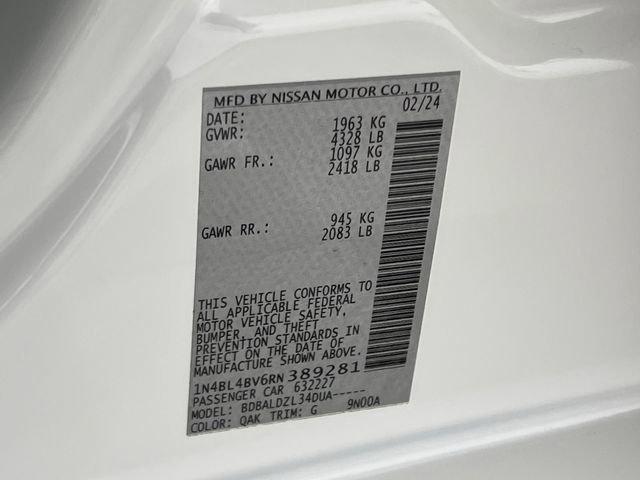 MFD BY NISSAN MOTOR CO., LTD.
DATE: 02/24
GVWR: 1963 KG
4328 LB
GAWR FR.: 1097 KG
2418 LB
GAWR RR.: 945 KG
2083 LB
THIS VEHICLE CONFORMS TO
ALL APPLICABLE FEDERAL
MOTOR VEHICLE SAFETY,
BUMPER, AND THEFT
PREVENTION STANDARDS IN
EFFECT ON THE DATE OF
MANUFACTURE SHOWN ABOVE.
1N4BL4BV6RN389281
PASSENGER CAR 632227
MODEL: BDBALDZL34DUA-----
COLOR: QAK TRIM: G 9N00A